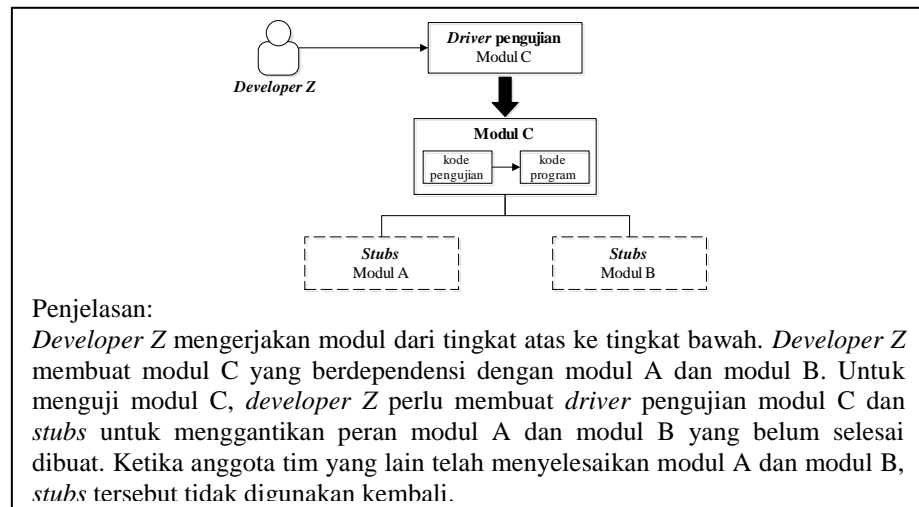 Driver pengujian
Modul C
Developer Z
Modul C
kode
pengujian
kode
program
Stubs
Modul A
Stubs
Modul B
Penjelasan:
Developer Z mengerjakan modul dari tingkat atas ke tingkat bawah. Developer Z
membuat modul C yang berdependensi dengan modul A dan modul B. Untuk
menguji modul C, developer Z perlu membuat driver pengujian modul C dan
stubs untuk menggantikan peran modul A dan modul B yang belum selesai
dibuat. Ketika anggota tim yang lain telah menyelesaikan modul A dan modul B,
stubs tersebut tidak digunakan kembali.